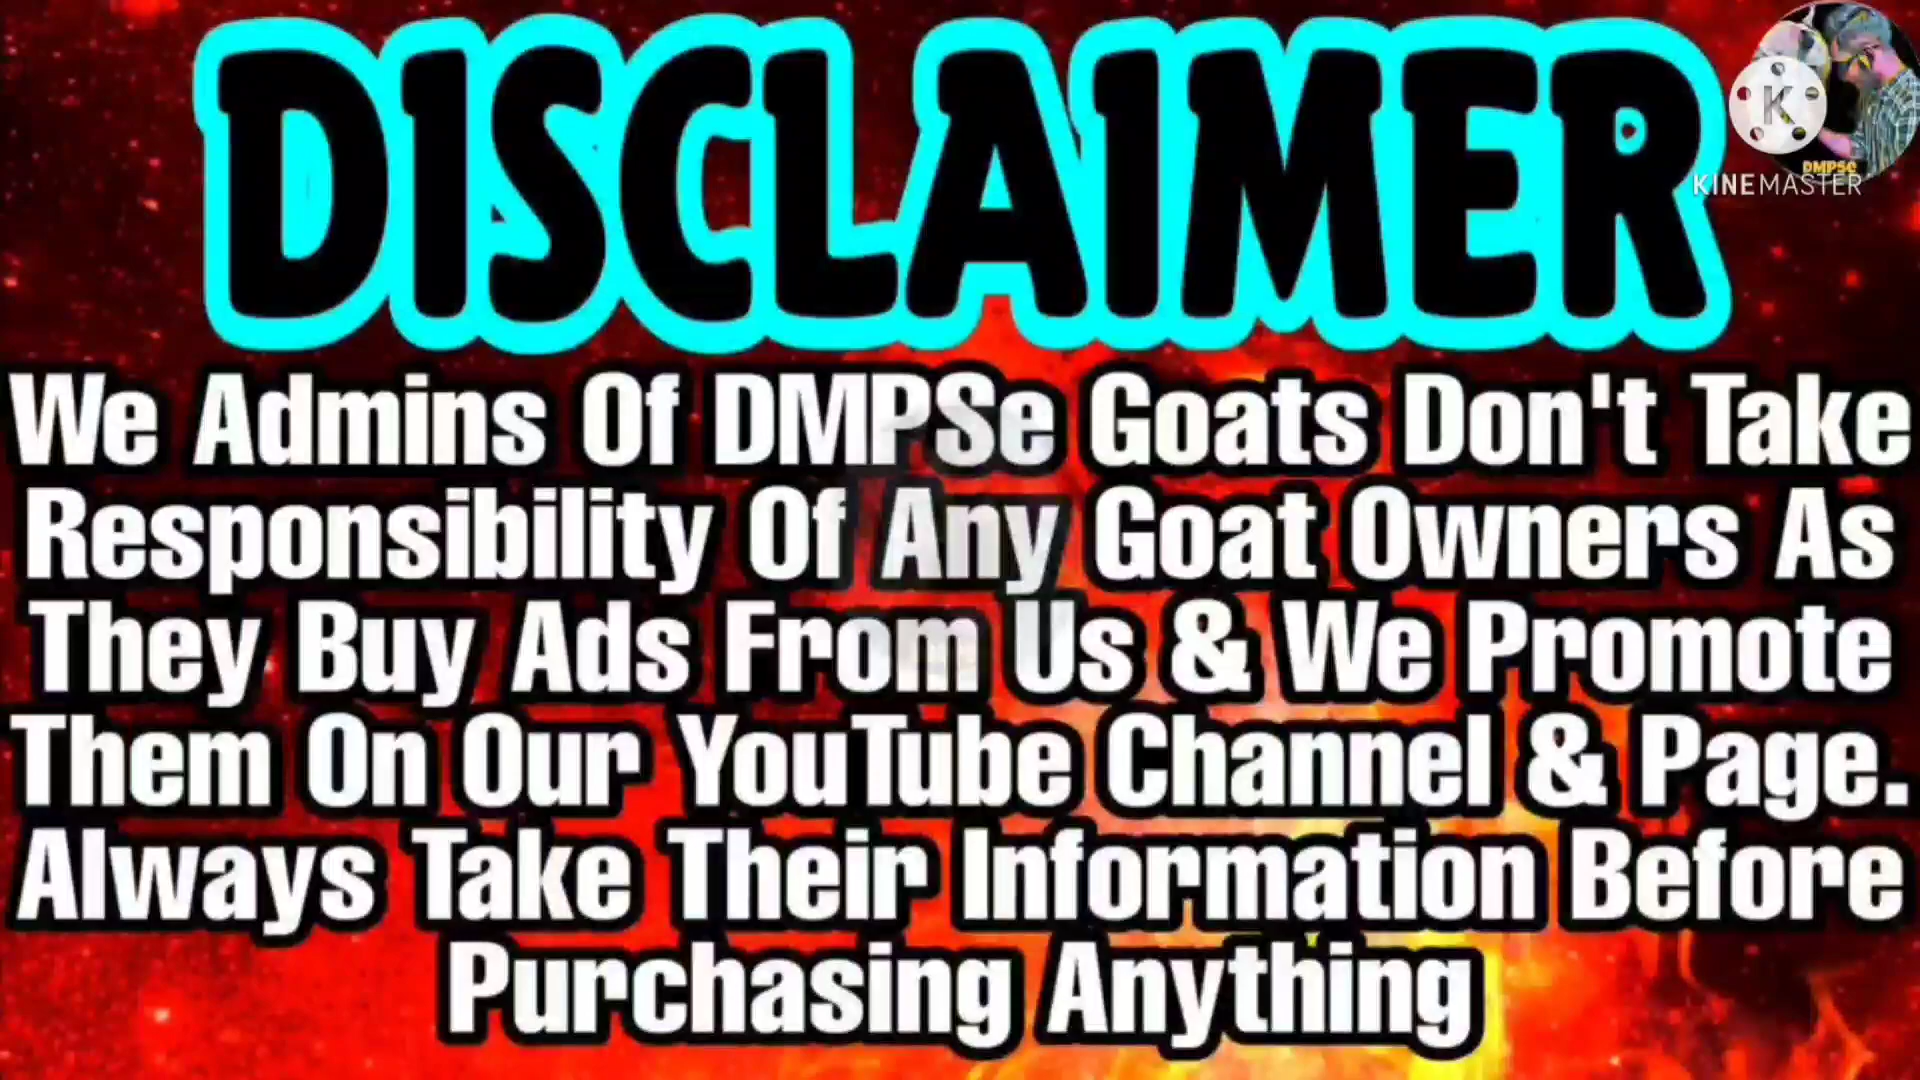 DISCLAIMER
KINEMASTER
DMPSe
We Admins Of DMPSe Goats Don't Take
Responsibility Of Any Goat Owners As
They Buy Ads From Us & We Promote
Them On Our YouTube Channel & Page.
Always Take Their Information Before
Purchasing Anything